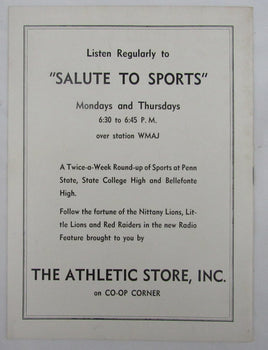 Listen Regularly to
"SALUTE TO SPORTS"
Mondays and Thursdays
6:30 to 6:45 P. M.
over station WMAJ
A Twice-a-Week Round-up of Sports at Penn
State, State College High and Bellefonte
High.
Follow the fortune of the Nittany Lions, Lit-
tle Lions and Red Raiders in the new Radio
Feature brought to you by
THE ATHLETIC STORE, INC.
on CO-OP CORNER